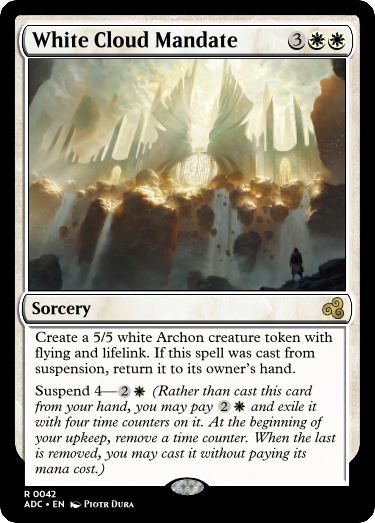 White Cloud Mandate 3
Sorcery
Create a 5/5 white Archon creature token with
flying and lifelink. If this spell was cast from
suspension, return it to its owner's hand.
Suspend 4—2 (Rather than cast this card
from your hand, you may pay 2 and exile it
with four time counters on it. At the beginning
of your upkeep, remove a time counter. When the last
is removed, you may cast it without paying its
mana cost.)
R 0042
ADC • EN Piotr Dura